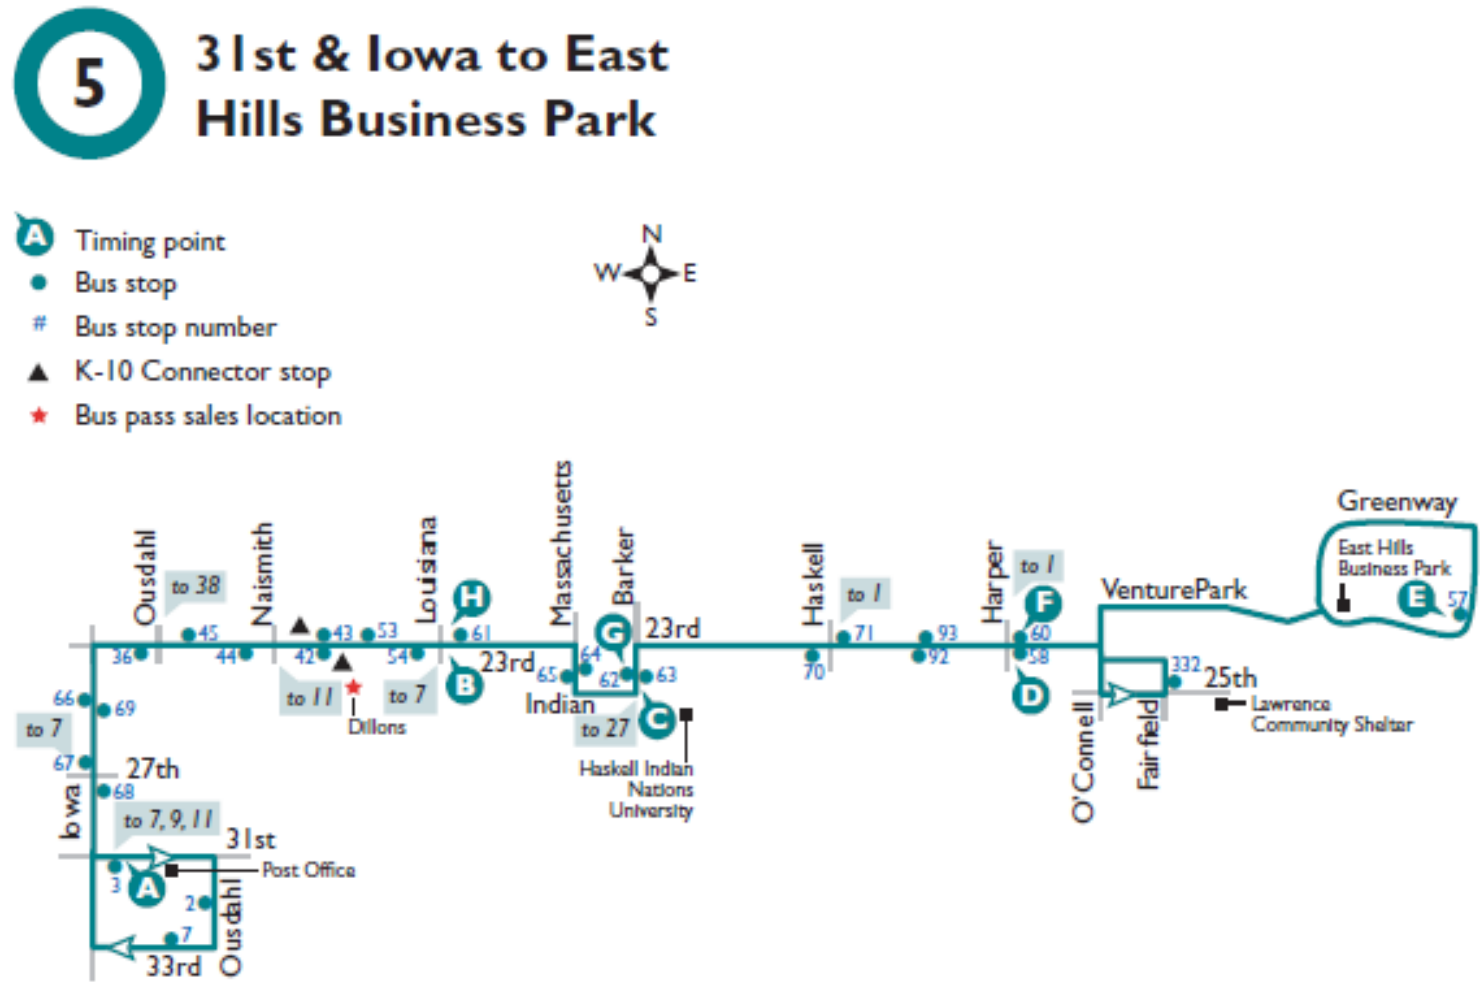 5
31st & Iowa to East
Hills Business Park
A Timing point
Bus stop
# Bus stop number
K-10 Connector stop
Bus pass sales location
N
W E
S
Greenway
East Hills
Business Park
E
57
VenturePark
Massachusetts
Ousdahl
Naismith
Louisiana
Barker
Haskell
Harper
to 38
to 1
to 1
H
G
F
45
43
53
61
23rd
71
93
60
36
44
42
54
23rd
B
64
65
62
63
70
92
58
D
332
25th
Lawrence
Community Shelter
to 11
to 7
Indian
to 27
C
Dillons
Haskell Indian
Nations
University
O'Connell
Fairfield
66
69
to 7
67
27th
68
Iowa
to 7, 9, 11
31st
Post Office
3
A
2
7
33rd
Ousdahl